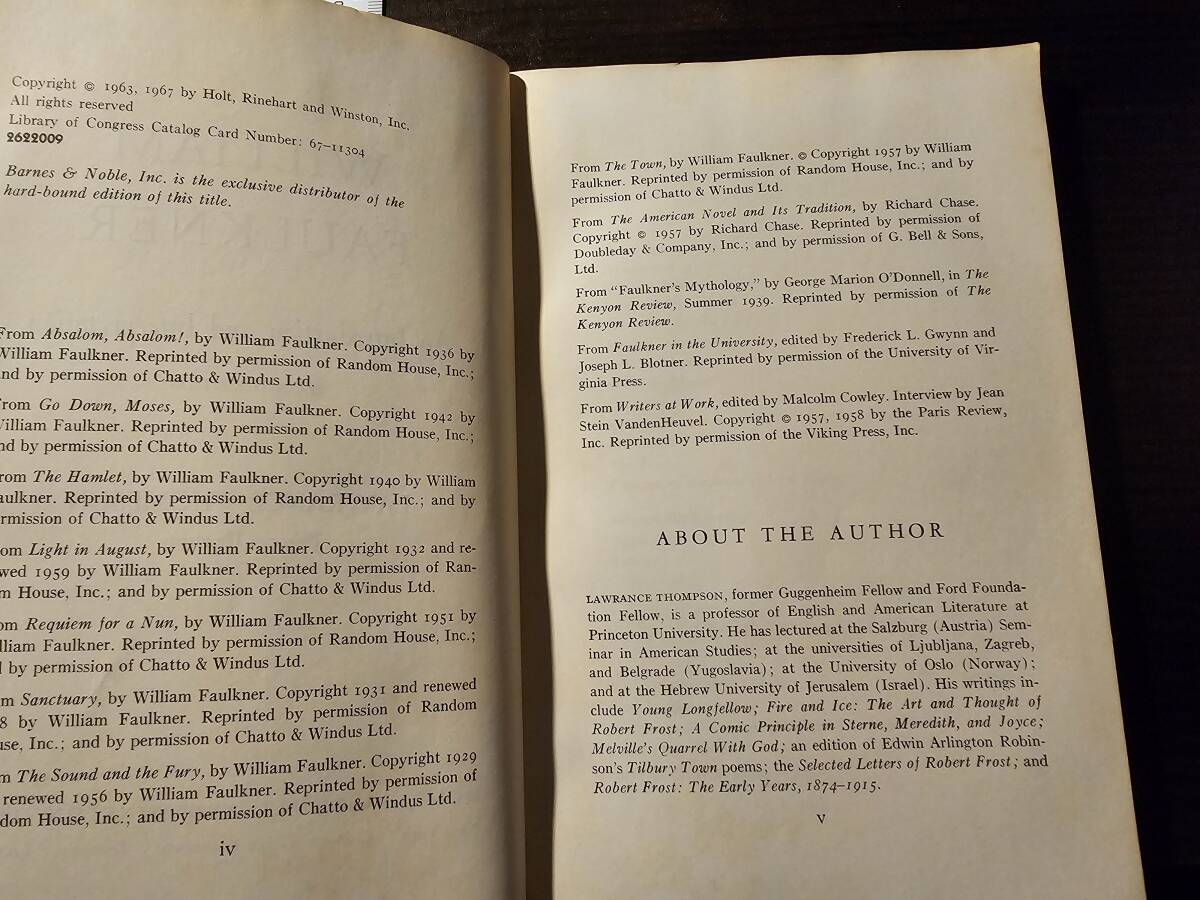 Copyright © 1963, 1967 by Holt, Rinehart and Winston, Inc.
All rights reserved
Library of Congress Catalog Card Number: 67–11304
2622009
Barnes & Noble, Inc. is the exclusive distributor of the
hard-bound edition of this title.
From Absalom, Absalom!, by William Faulkner. Copyright 1936 by
William Faulkner. Reprinted by permission of Random House, Inc.;
and by permission of Chatto & Windus Ltd.
From Go Down, Moses, by William Faulkner. Copyright 1942 by
William Faulkner. Reprinted by permission of Random House, Inc.;
and by permission of Chatto & Windus Ltd.
rom The Hamlet, by William Faulkner. Copyright 1940 by William
aulkner. Reprinted by permission of Random House, Inc.; and by
rmission of Chatto & Windus Ltd.
om Light in August, by William Faulkner. Copyright 1932 and re-
wed 1959 by William Faulkner. Reprinted by permission of Ran-
m House, Inc.; and by permission of Chatto & Windus Ltd.
om Requiem for a Nun, by William Faulkner. Copyright 1951 by
lliam Faulkner. Reprinted by permission of Random House, Inc.;
d by permission of Chatto & Windus Ltd.
m Sanctuary, by William Faulkner. Copyright 1931 and renewed
8 by William Faulkner. Reprinted by permission of Random
use, Inc.; and by permission of Chatto & Windus Ltd.
m The Sound and the Fury, by William Faulkner. Copyright 1929
renewed 1956 by William Faulkner. Reprinted by permission of
dom House, Inc.; and by permission of Chatto & Windus Ltd.
iv
From The Town, by William Faulkner. © Copyright 1957 by William
Faulkner. Reprinted by permission of Random House, Inc.; and by
permission of Chatto & Windus Ltd.
From The American Novel and Its Tradition, by Richard Chase.
Copyright © 1957 by Richard Chase. Reprinted by permission of
Doubleday & Company, Inc.; and by permission of G. Bell & Sons,
Ltd.
From "Faulkner's Mythology," by George Marion O'Donnell, in The
Kenyon Review, Summer 1939. Reprinted by permission of The
Kenyon Review.
From Faulkner in the University, edited by Frederick L. Gwynn and
Joseph L. Blotner. Reprinted by permission of the University of Vir-
ginia Press.
From Writers at Work, edited by Malcolm Cowley. Interview by Jean
Stein VandenHeuvel. Copyright © 1957, 1958 by the Paris Review,
Inc. Reprinted by permission of the Viking Press, Inc.
ABOUT THE AUTHOR
LAWRANCE THOMPSON, former Guggenheim Fellow and Ford Founda-
tion Fellow, is a professor of English and American Literature at
Princeton University. He has lectured at the Salzburg (Austria) Sem-
inar in American Studies; at the universities of Ljubljana, Zagreb,
and Belgrade (Yugoslavia); at the University of Oslo (Norway);
and at the Hebrew University of Jerusalem (Israel). His writings in-
clude Young Longfellow; Fire and Ice: The Art and Thought of
Robert Frost; A Comic Principle in Sterne, Meredith, and Joyce;
Melville's Quarrel With God; an edition of Edwin Arlington Robin-
son's Tilbury Town poems; the Selected Letters of Robert Frost; and
Robert Frost: The Early Years, 1874–1915.
v